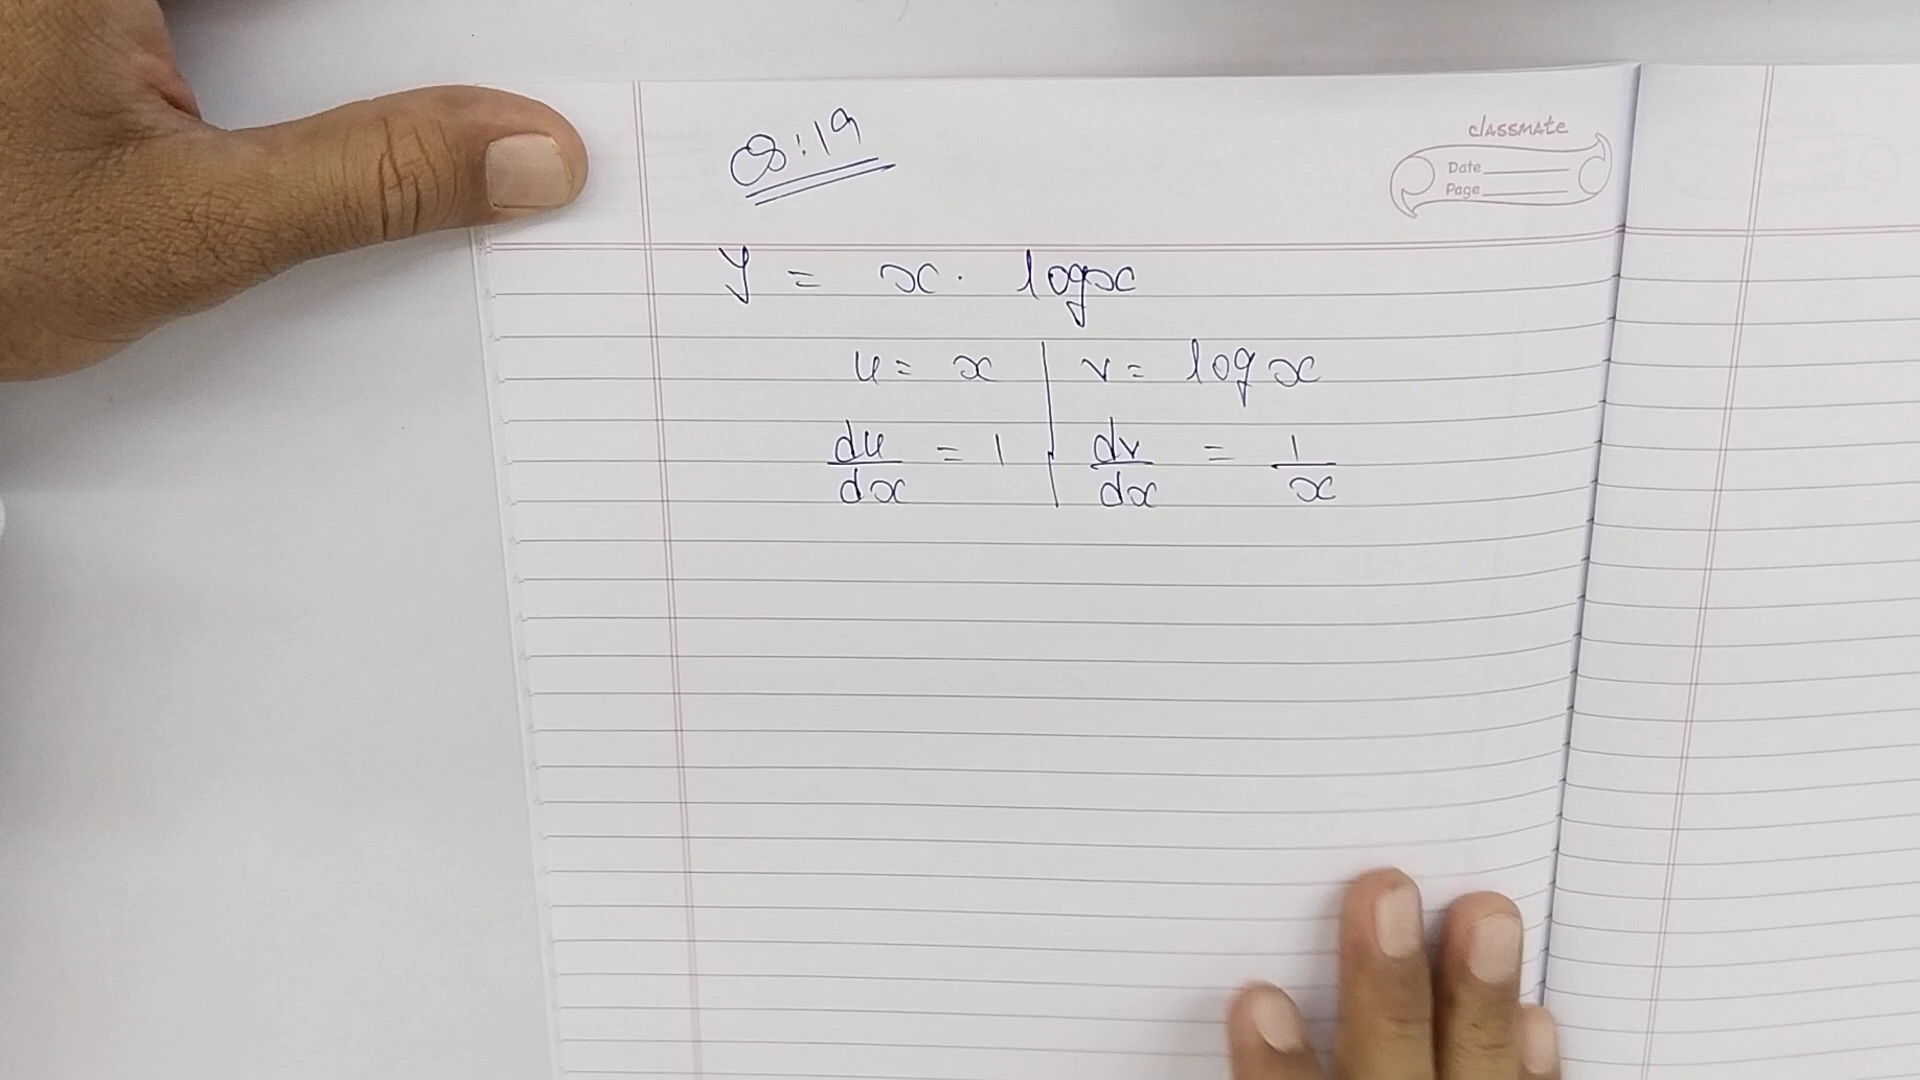 Q:19
classmate
Date
Page
y = x · logx
u = x | v = log x
du/dx = 1 | dv/dx = 1/x